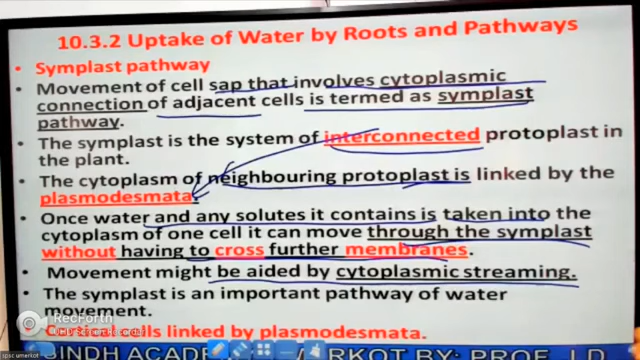 10.3.2 Uptake of Water by Roots and Pathways
• Symplast pathway
• Movement of cell sap that involves cytoplasmic
connection of adjacent cells is termed as symplast
pathway.
• The symplast is the system of interconnected protoplast in
the plant.
• The cytoplasm of neighbouring protoplast is linked by the
plasmodesmata.
• Once water and any solutes it contains is taken into the
cytoplasm of one cell it can move through the symplast
without having to cross further membranes.
• Movement might be aided by cytoplasmic streaming.
• The symplast is an important pathway of water
movement.
linked by plasmodesmata.
RecForth
spsc umerkot
SINDH BY: PROF. J.D.